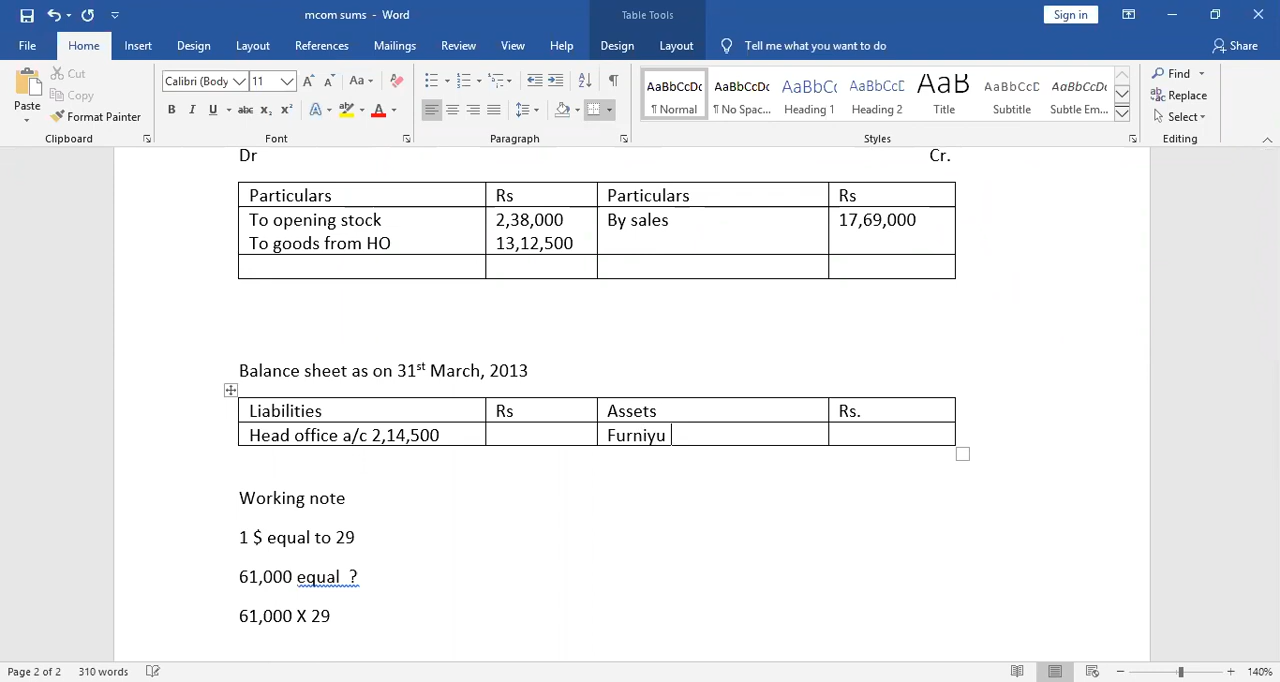 mcom sums - Word
Table Tools
Sign in
File Home Insert Design Layout References Mailings Review View Help Design Layout Tell me what you want to do Share
Paste
Cut
Copy
Format Painter
Calibri (Body 11
Aa
B I U abc x₂ x² A
AaBbCcDc AaBbCcDc AaBbCc AaBbCcC AaB AaBbCcD AaBbCcDc
¶ Normal ¶ No Spac... Heading 1 Heading 2 Title Subtitle Subtle Em...
Find
Replace
Select
Clipboard Font Paragraph Styles Editing
Dr Cr.
Particulars Rs Particulars Rs
To opening stock 2,38,000 By sales 17,69,000
To goods from HO 13,12,500
Balance sheet as on 31st March, 2013
Liabilities Rs Assets Rs.
Head office a/c 2,14,500 Furniyu
Working note
1 $ equal to 29
61,000 equal ?
61,000 X 29
Page 2 of 2 310 words 140%